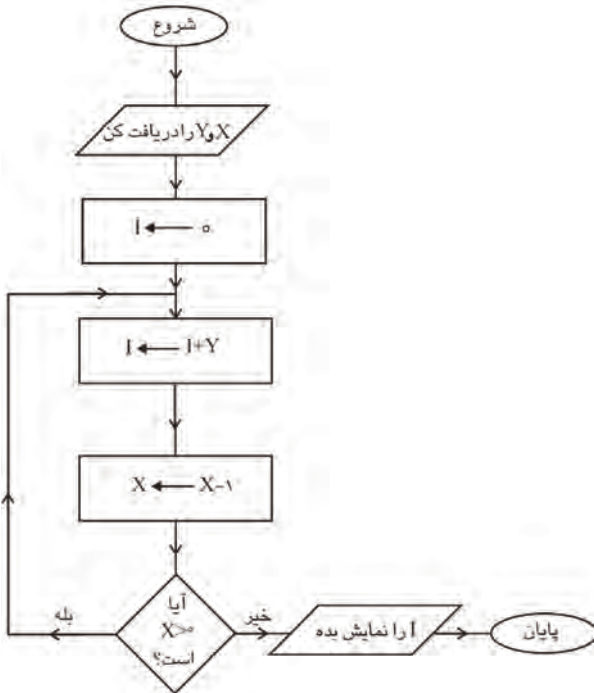 شروع
X و Y را دریافت کن
I ← ۰
I ← I+Y
X ← X-۱
آیا
X>۰
است؟
بله
خیر
I را نمایش بده
پایان